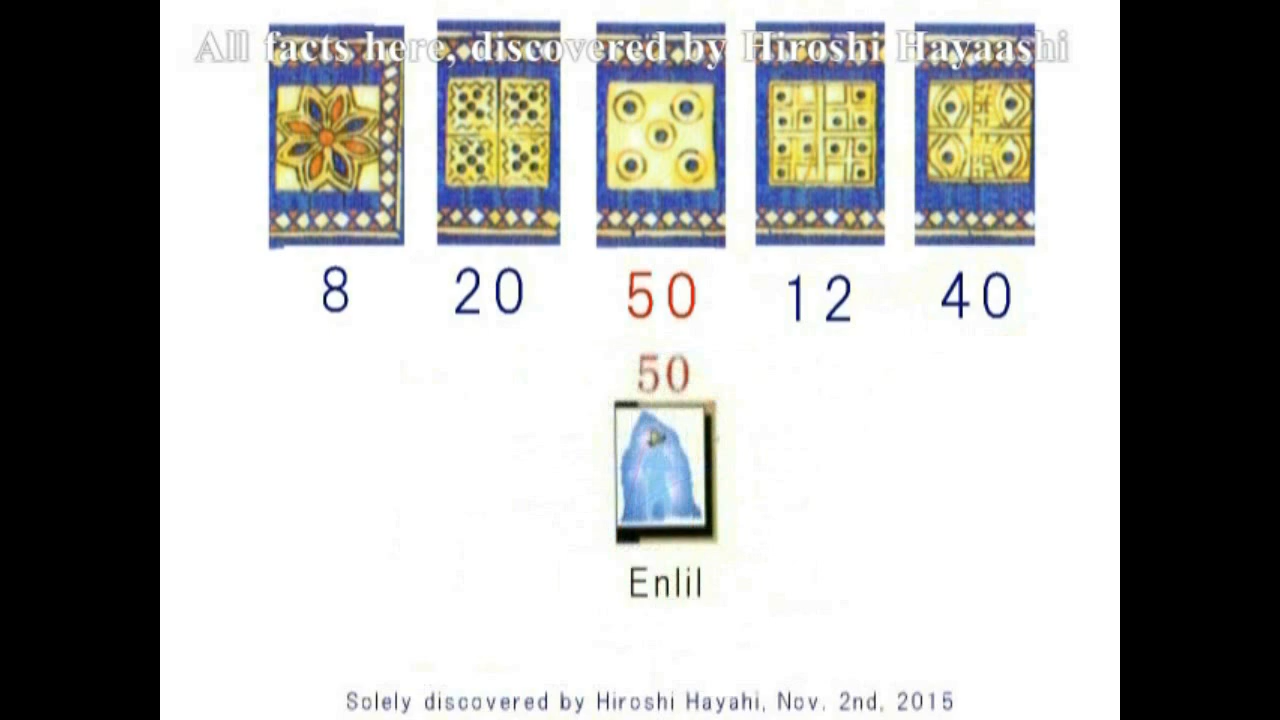 All facts here, discovered by Hiroshi Hayaashi
8 20 50 12 40
50
Enlil
Solely discovered by Hiroshi Hayahi, Nov. 2nd, 2015